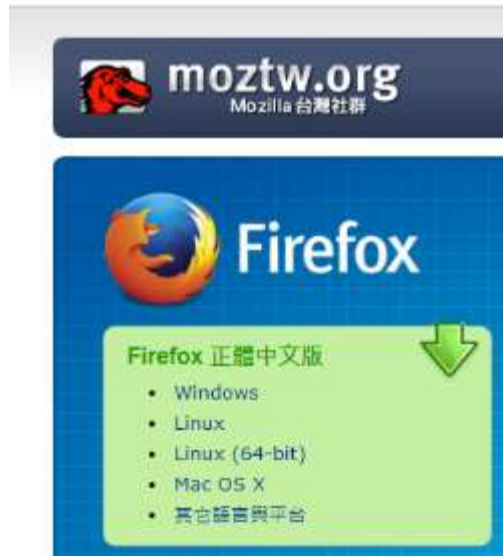 moztw.org
Mozilla 台灣社群
Firefox
Firefox 正體中文版
Windows
Linux
Linux (64-bit)
Mac OS X
其它語言與平台